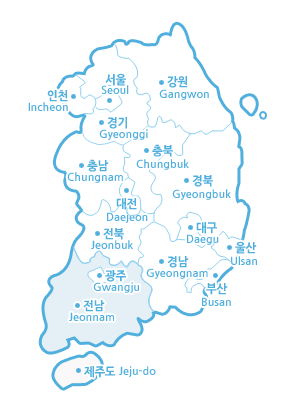 서울
Seoul
강원
Gangwon
인천
Incheon
경기
Gyeonggi
충북
Chungbuk
충남
Chungnam
경북
Gyeongbuk
대전
Daejeon
전북
Jeonbuk
대구
Daegu
울산
Ulsan
경남
Gyeongnam
광주
Gwangju
부산
Busan
전남
Jeonnam
제주도 Jeju-do